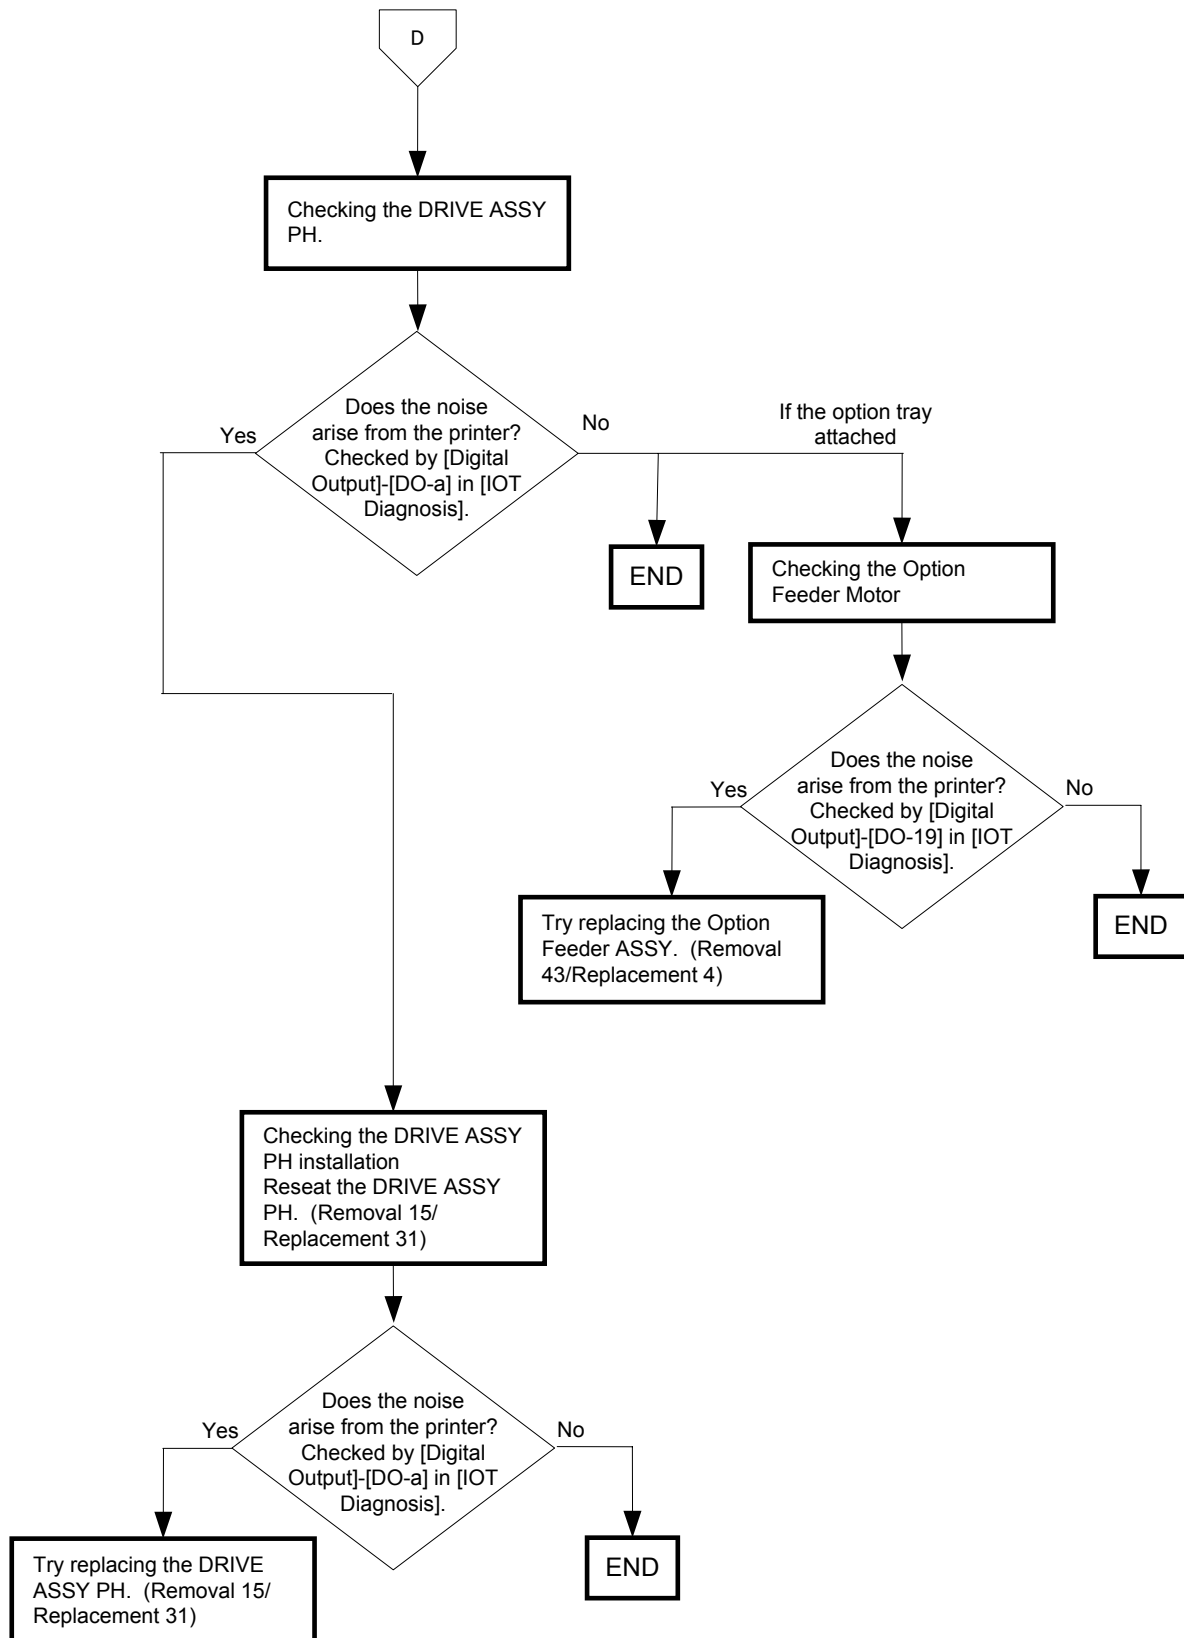 D
Checking the DRIVE ASSY
PH.
Does the noise
arise from the printer?
Checked by [Digital
Output]-[DO-a] in [IOT
Diagnosis].
Yes
No
If the option tray
attached
END
Checking the Option
Feeder Motor
Does the noise
arise from the printer?
Checked by [Digital
Output]-[DO-19] in [IOT
Diagnosis].
Yes
No
Try replacing the Option
Feeder ASSY.  (Removal
43/Replacement 4)
END
Checking the DRIVE ASSY
PH installation
Reseat the DRIVE ASSY
PH.  (Removal 15/
Replacement 31)
Does the noise
arise from the printer?
Checked by [Digital
Output]-[DO-a] in [IOT
Diagnosis].
Yes
No
Try replacing the DRIVE
ASSY PH.  (Removal 15/
Replacement 31)
END